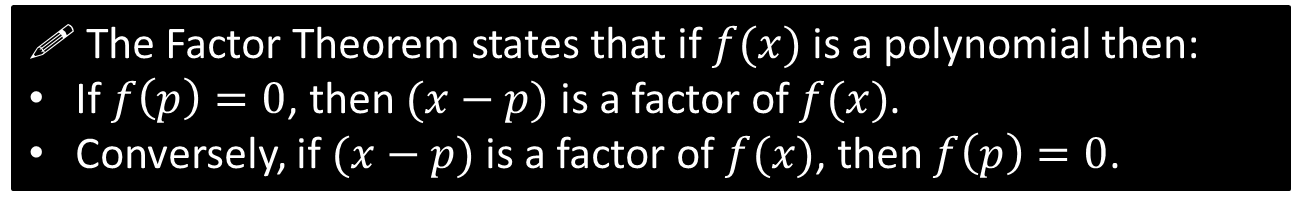 The Factor Theorem states that if f(x) is a polynomial then:
• If f(p) = 0, then (x − p) is a factor of f(x).
• Conversely, if (x − p) is a factor of f(x), then f(p) = 0.